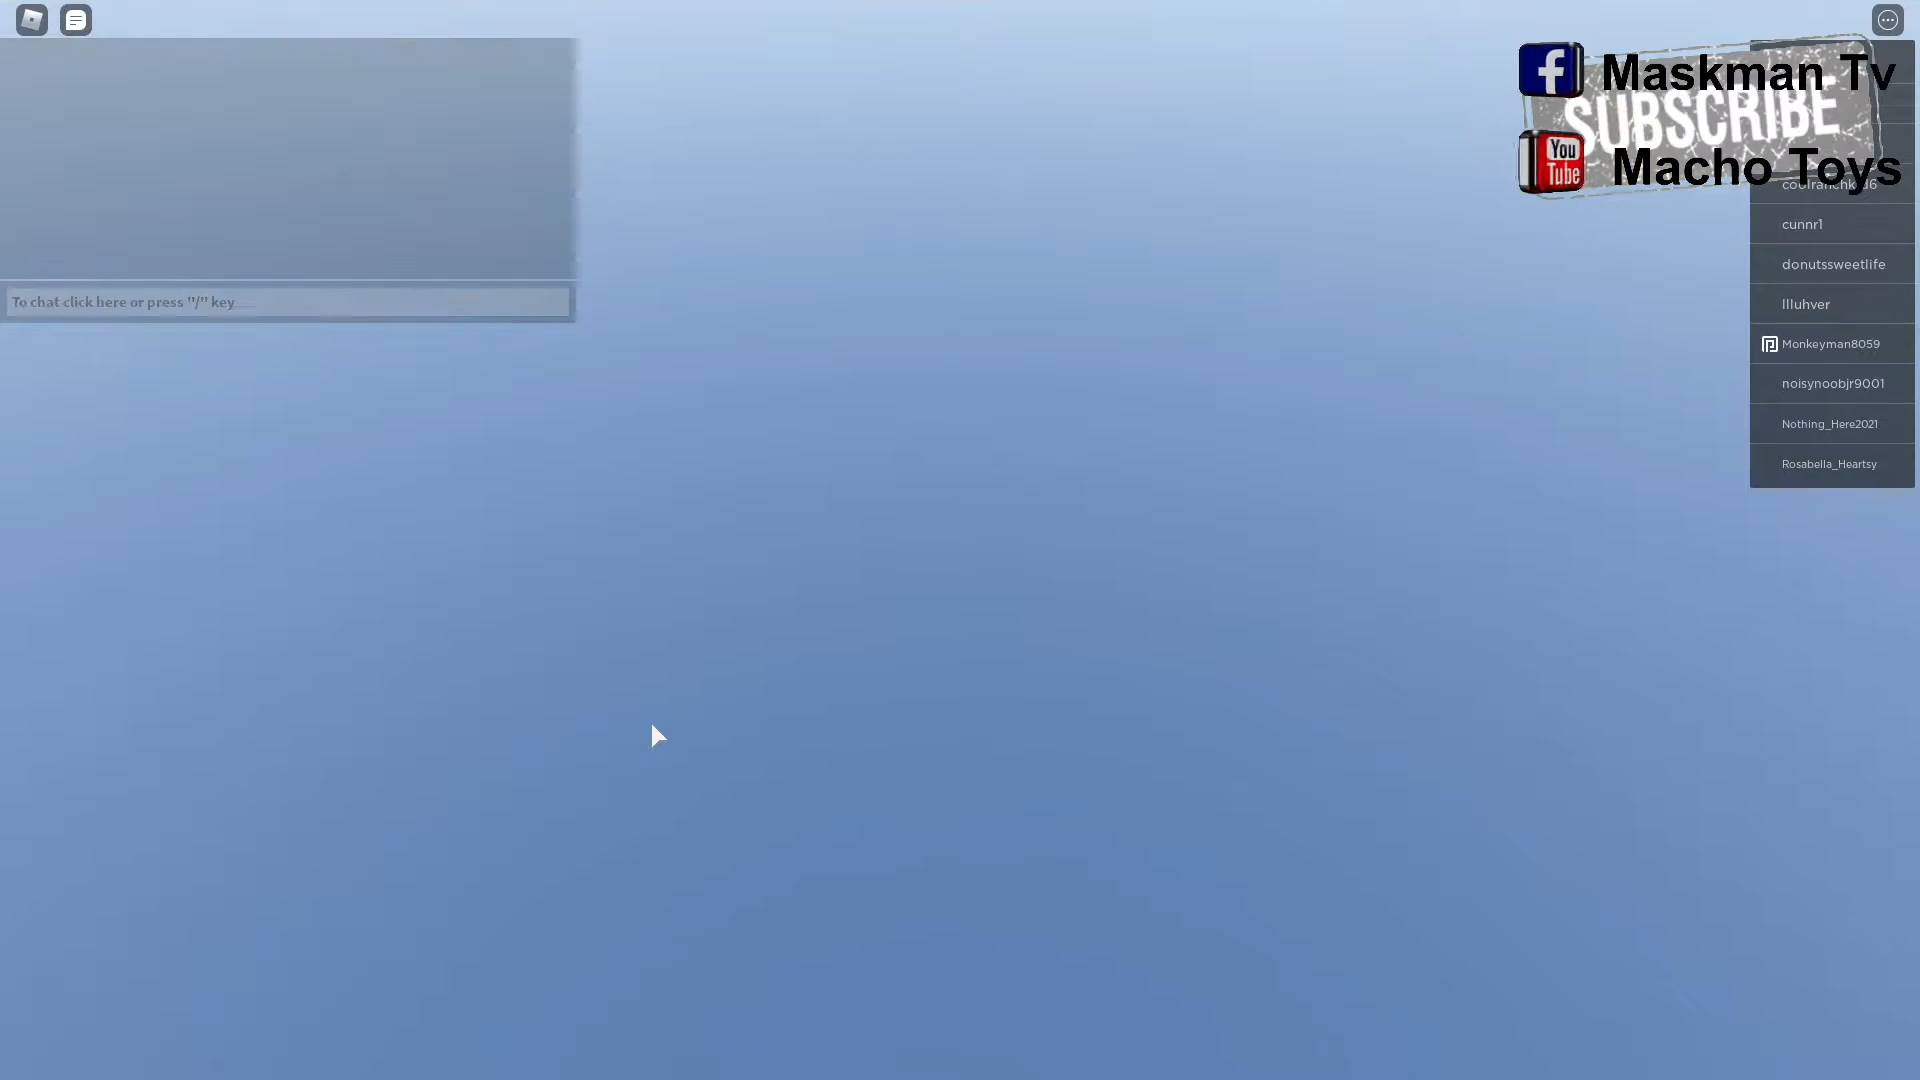 Maskman Tv
SUBSCRIBE
You
Tube
Macho Toys
To chat click here or press "/" key
cunnr1
donutssweetlife
Monkeyman8059
noisynoobjr9001
Nothing_Here2021
Rosabella_Heartsy